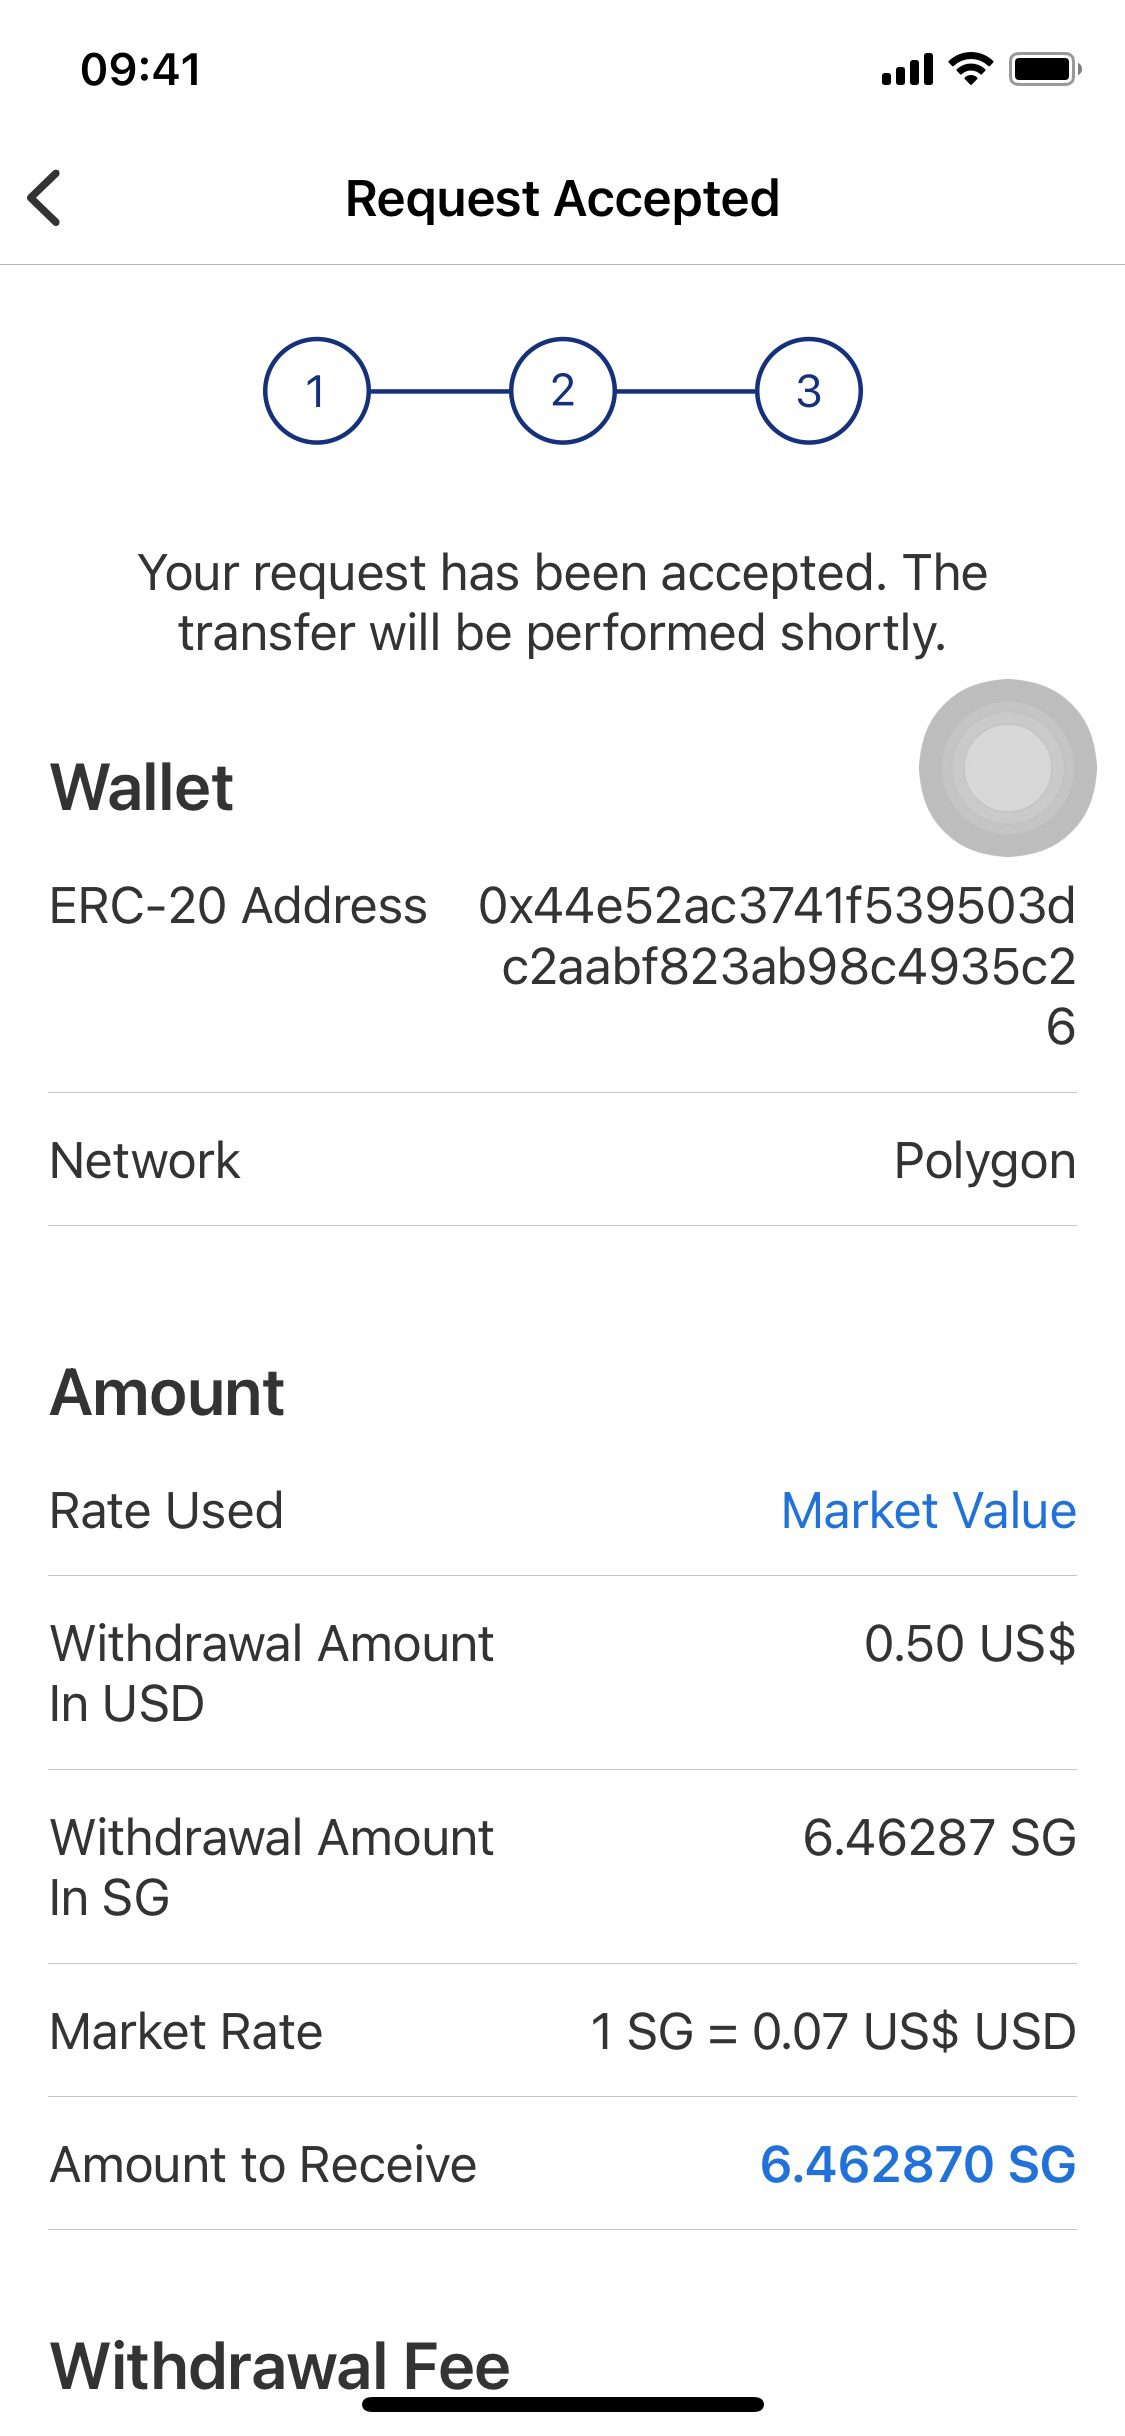 09:41
Request Accepted
1
2
3
Your request has been accepted. The
transfer will be performed shortly.
Wallet
ERC-20 Address
0x44e52ac3741f539503d
c2aabf823ab98c4935c2
6
Network
Polygon
Amount
Rate Used
Market Value
Withdrawal Amount
In USD
0.50 US$
Withdrawal Amount
In SG
6.46287 SG
Market Rate
1 SG = 0.07 US$ USD
Amount to Receive
6.462870 SG
Withdrawal Fee